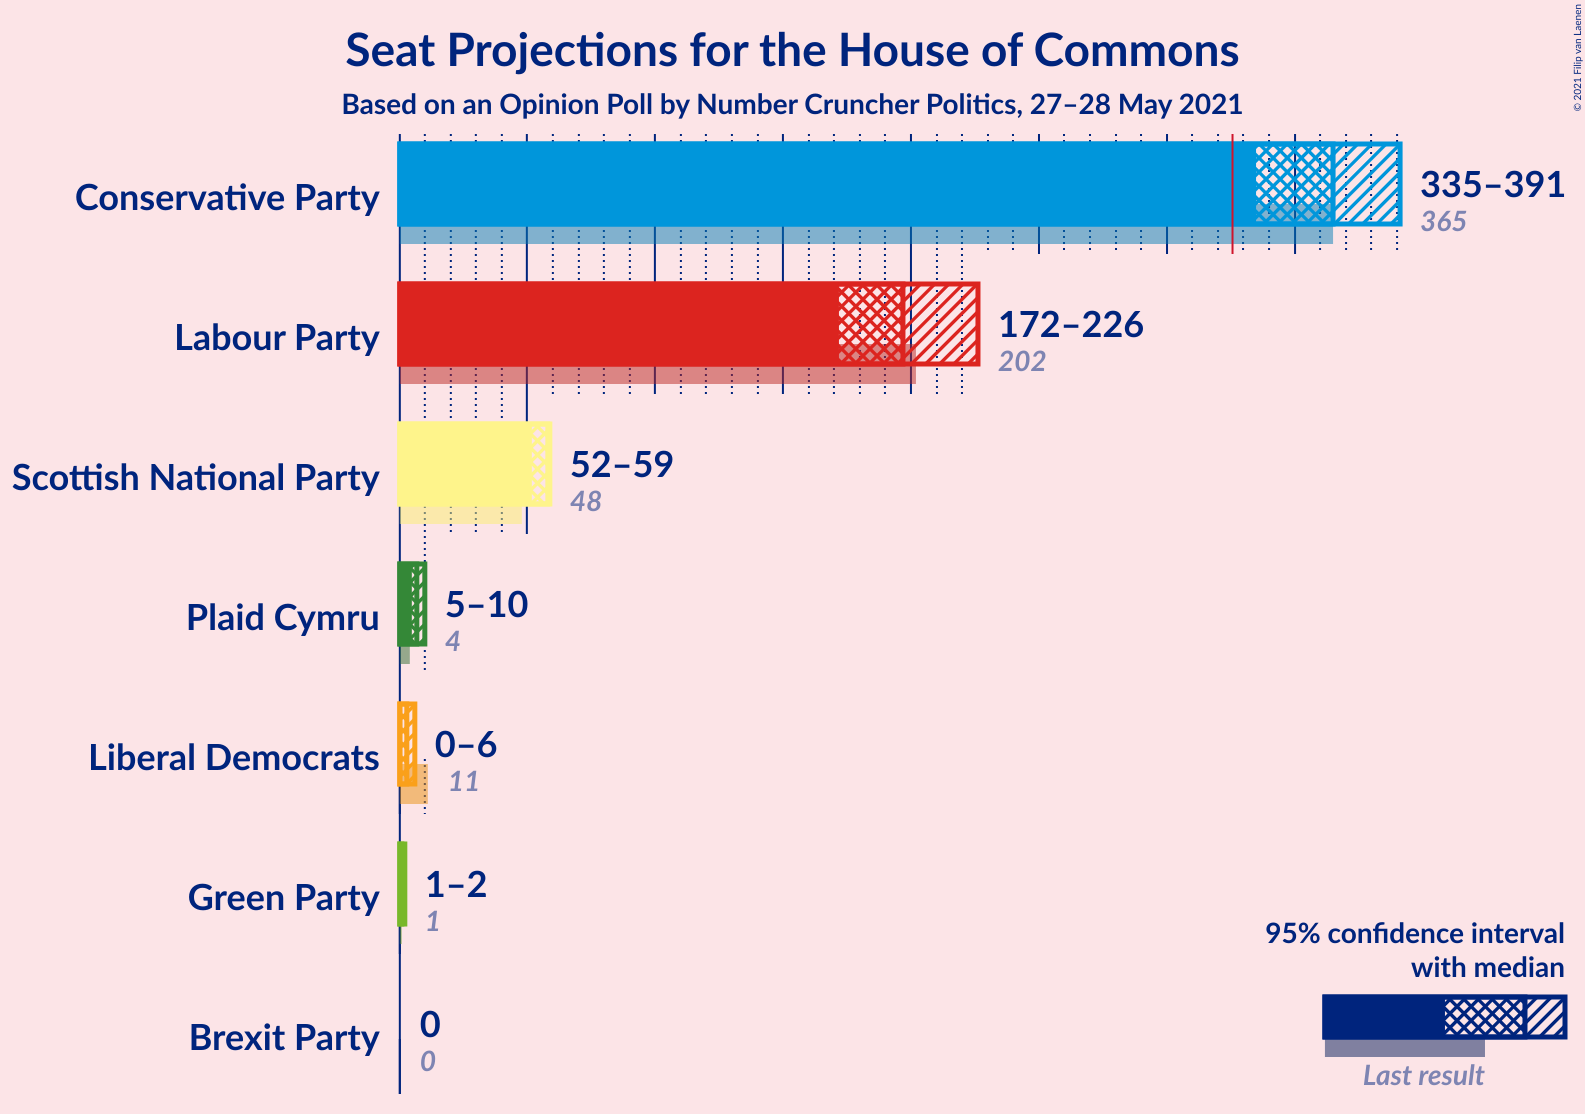 Seat Projections for the House of Commons
Based on an Opinion Poll by Number Cruncher Politics, 27–28 May 2021
© 2021 Filip van Laenen
Conservative Party
335–391
365
Labour Party
172–226
202
Scottish National Party
52–59
48
Plaid Cymru
5–10
4
Liberal Democrats
0–6
11
Green Party
1–2
1
Brexit Party
0
0
95% confidence interval
with median
Last result